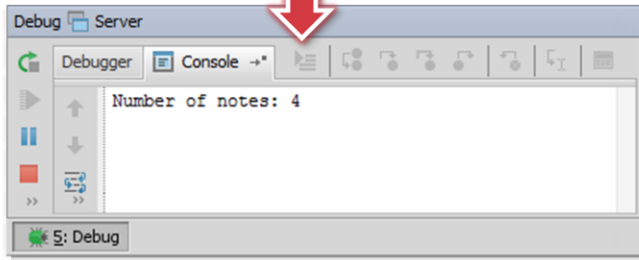 Debug Server
Debugger Console
Number of notes: 4
5: Debug